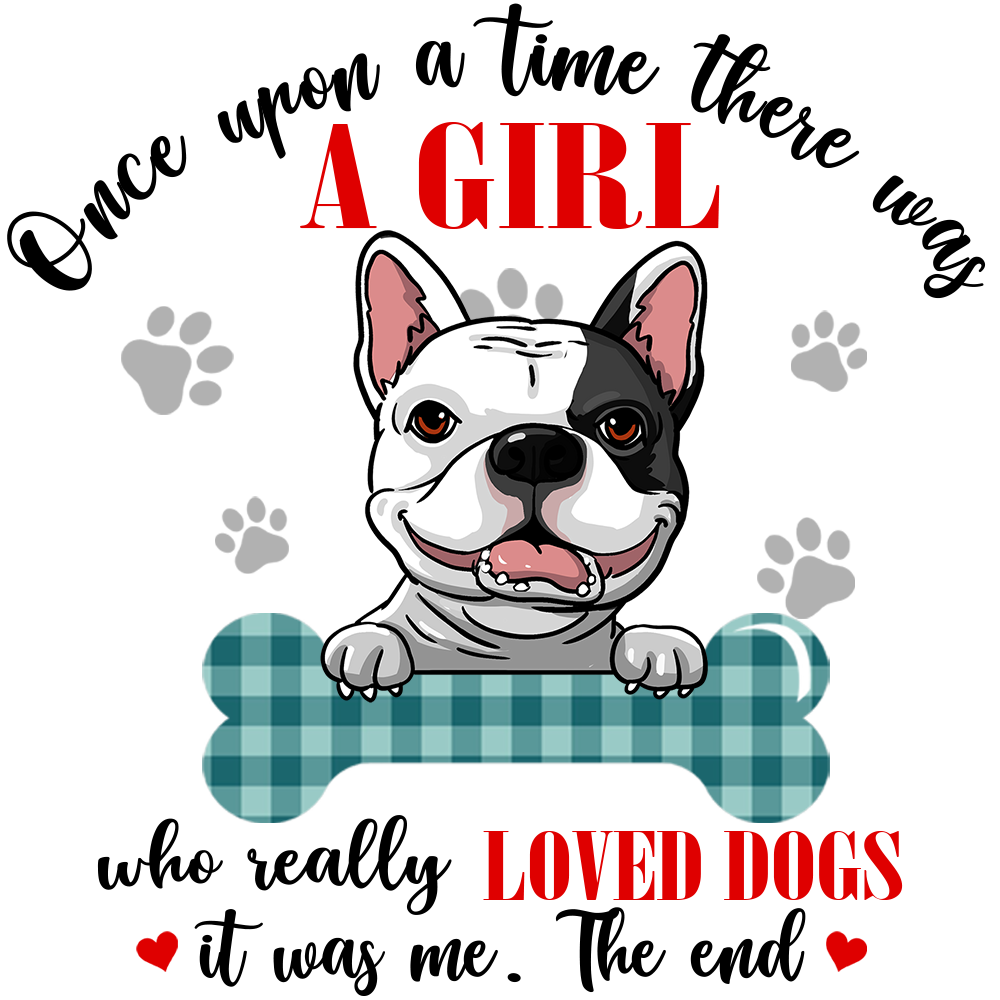 Once upon a time there was
A GIRL
who really LOVED DOGS
it was me. The end